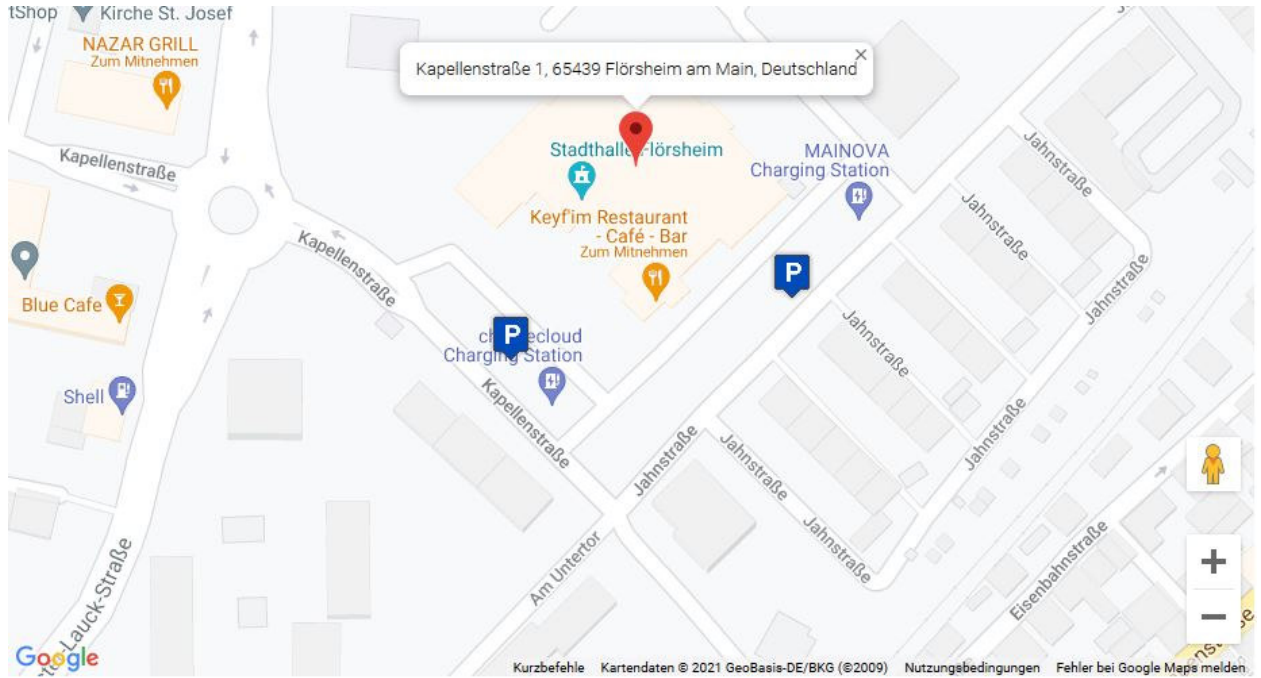 tShop
Kirche St. Josef
NAZAR GRILL
Zum Mitnehmen
Kapellenstraße 1, 65439 Flörsheim am Main, Deutschland
×
Kapellenstraße
Stadthalle Flörsheim
MAINOVA
Charging Station
Jahnstraße
Jahnstraße
Keyf'im Restaurant
- Café - Bar
Zum Mitnehmen
Kapellenstraße
P
Blue Cafe
Jahnstraße
Jahnstraße
P
ch
ecloud
Charging Station
Shell
Kapellenstraße
Jahnstraße
Jahnstraße
Jahnstraße
Jahnstraße
Am Untertor
Eisenbahnstraße
-Lauck-Straße
+
−
Google
Kurzbefehle
Kartendaten © 2021 GeoBasis-DE/BKG (©2009)
Nutzungsbedingungen
Fehler bei Google Maps melden